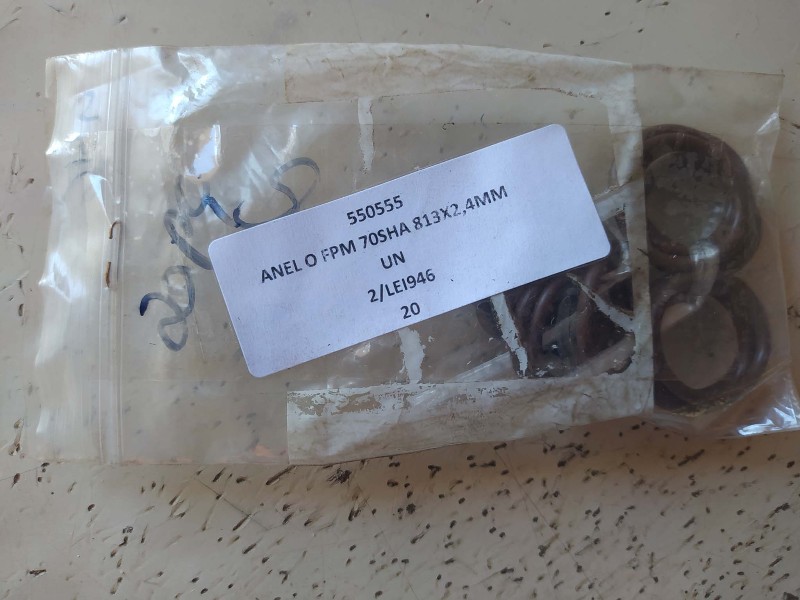 550555
ANEL O FPM 70SHA 813X2,4MM
UN
2/LEI946
20